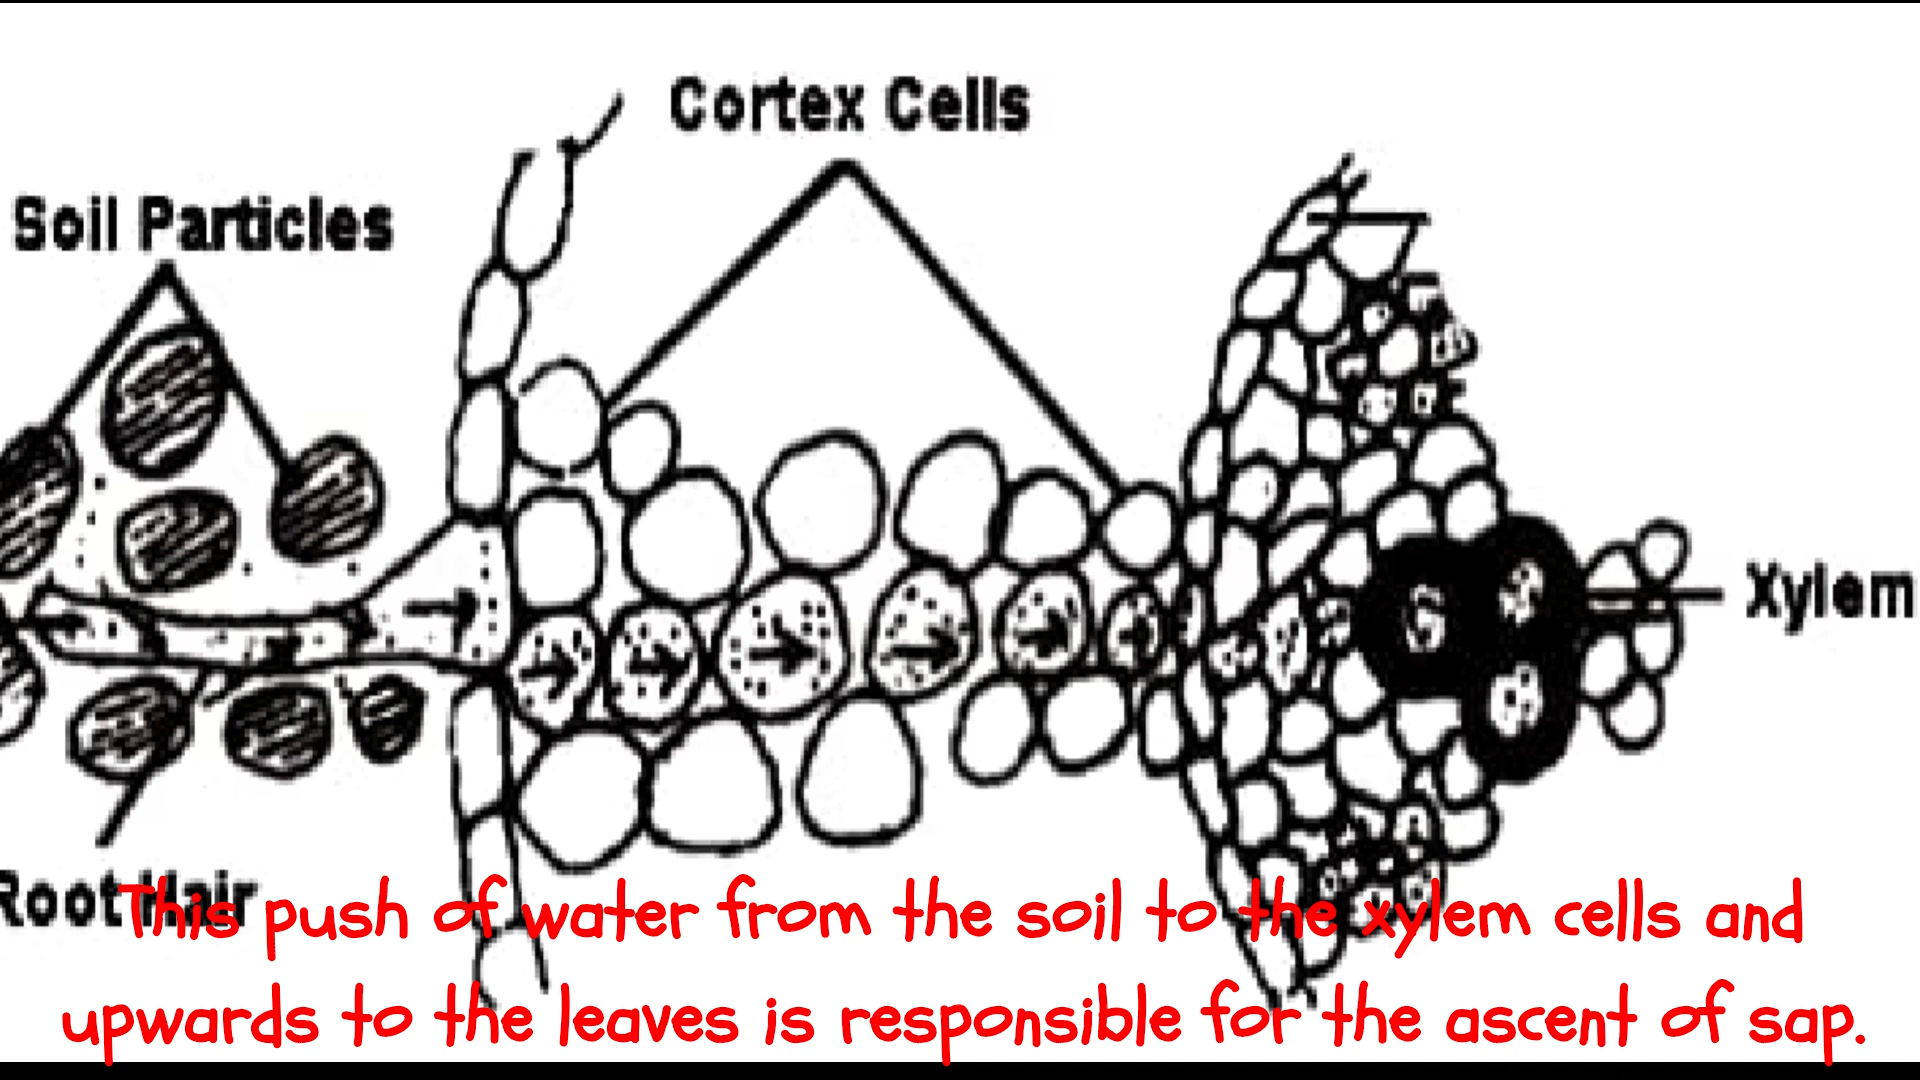 Cortex Cells
Soil Particles
Xylem
Root Hair
This push of water from the soil to the xylem cells and
upwards to the leaves is responsible for the ascent of sap.